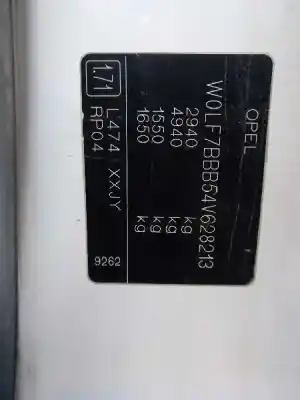 OPEL
W0LF7BBB54V628213
2940 kg
4940 kg
1550 kg
1650 kg
1.71 L474 XXJY
RP04
9262